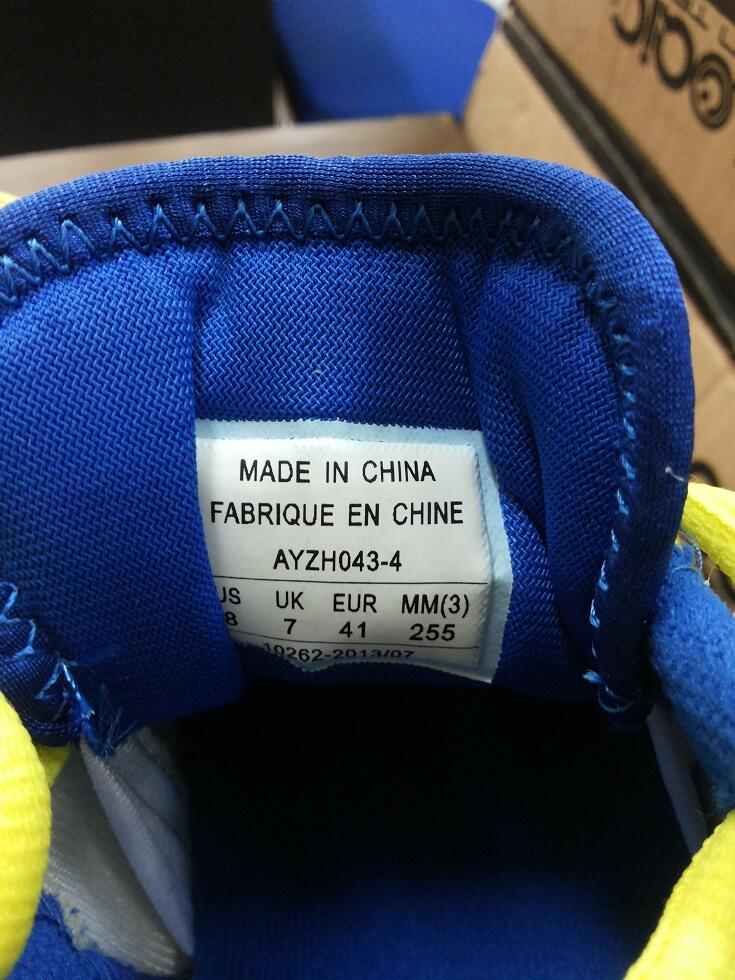 MADE IN CHINA
FABRIQUE EN CHINE
AYZH043-4
US UK EUR MM(3)
8 7 41 255
10262-2013/07